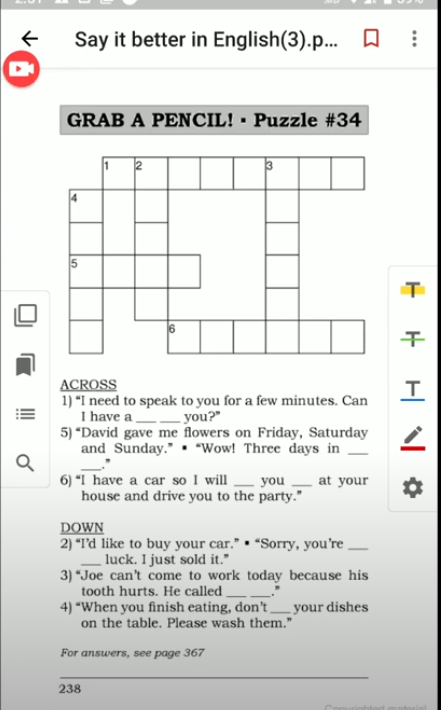 Say it better in English(3).p...
GRAB A PENCIL! ▪ Puzzle #34
1 2 3
4
5
6
ACROSS
1) “I need to speak to you for a few minutes. Can
I have a ___ ___ you?”
5) “David gave me flowers on Friday, Saturday
and Sunday.” ▪ “Wow! Three days in ___
___.”
6) “I have a car so I will ___ you ___ at your
house and drive you to the party.”
DOWN
2) “I’d like to buy your car.” ▪ “Sorry, you’re ___
___ luck. I just sold it.”
3) “Joe can’t come to work today because his
tooth hurts. He called ___ ___.”
4) “When you finish eating, don’t ___ your dishes
on the table. Please wash them.”
For answers, see page 367
238